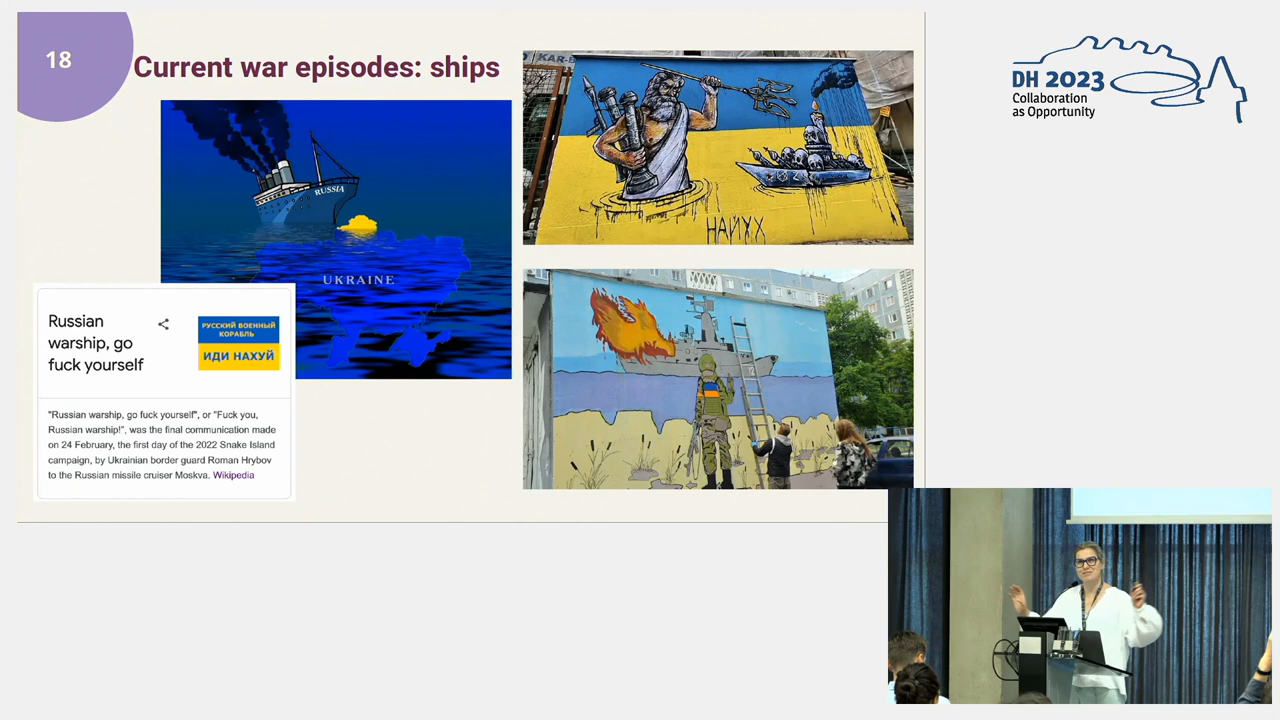 18
Current war episodes: ships
RUSSIA
UKRAINE
Russian
warship, go
fuck yourself
РУССКИЙ ВОЕННЫЙ
КОРАБЛЬ
ИДИ НАХУЙ
"Russian warship, go fuck yourself", or "Fuck you,
Russian warship!", was the final communication made
on 24 February, the first day of the 2022 Snake Island
campaign, by Ukrainian border guard Roman Hrybov
to the Russian missile cruiser Moskva. Wikipedia
DH 2023
Collaboration
as Opportunity